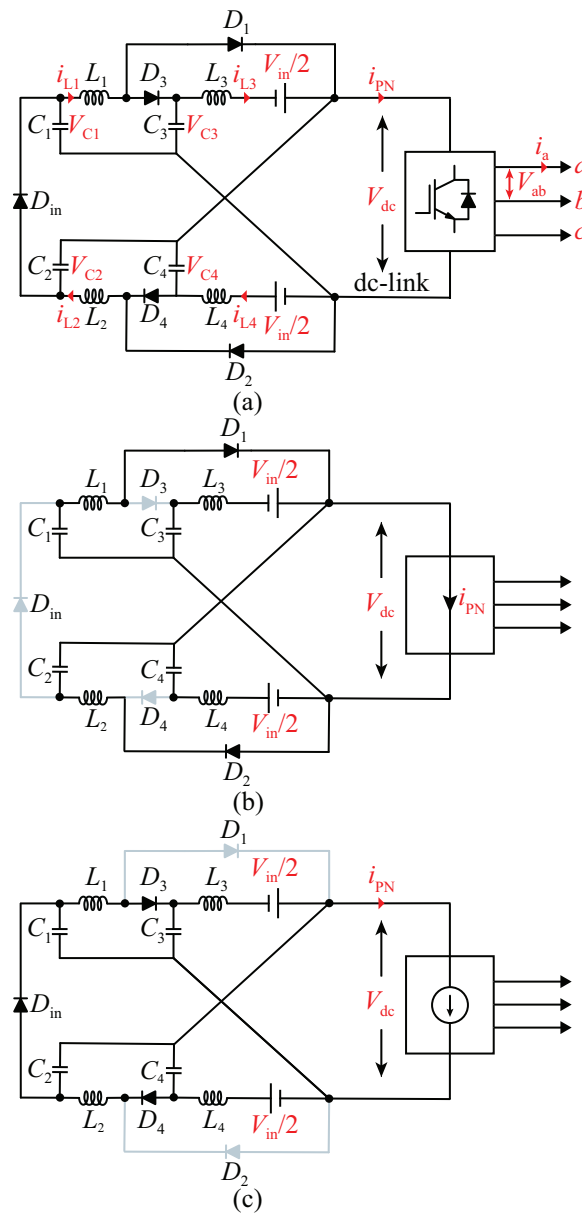 D1
iL1 L1 D3 L3 iL3 Vin/2 iPN
C1 VC1 C3 VC3
ia
a
Vab
Din Vdc b
c
C2 VC2 C4 VC4
dc-link
iL2 L2 D4 L4 iL4 Vin/2
D2
(a)
D1
L1 D3 L3 Vin/2
C1 C3
Din Vdc iPN
C2 C4
L2 D4 L4 Vin/2
D2
(b)
D1
L1 D3 L3 Vin/2 iPN
C1 C3
Din Vdc
C2 C4
L2 D4 L4 Vin/2
D2
(c)